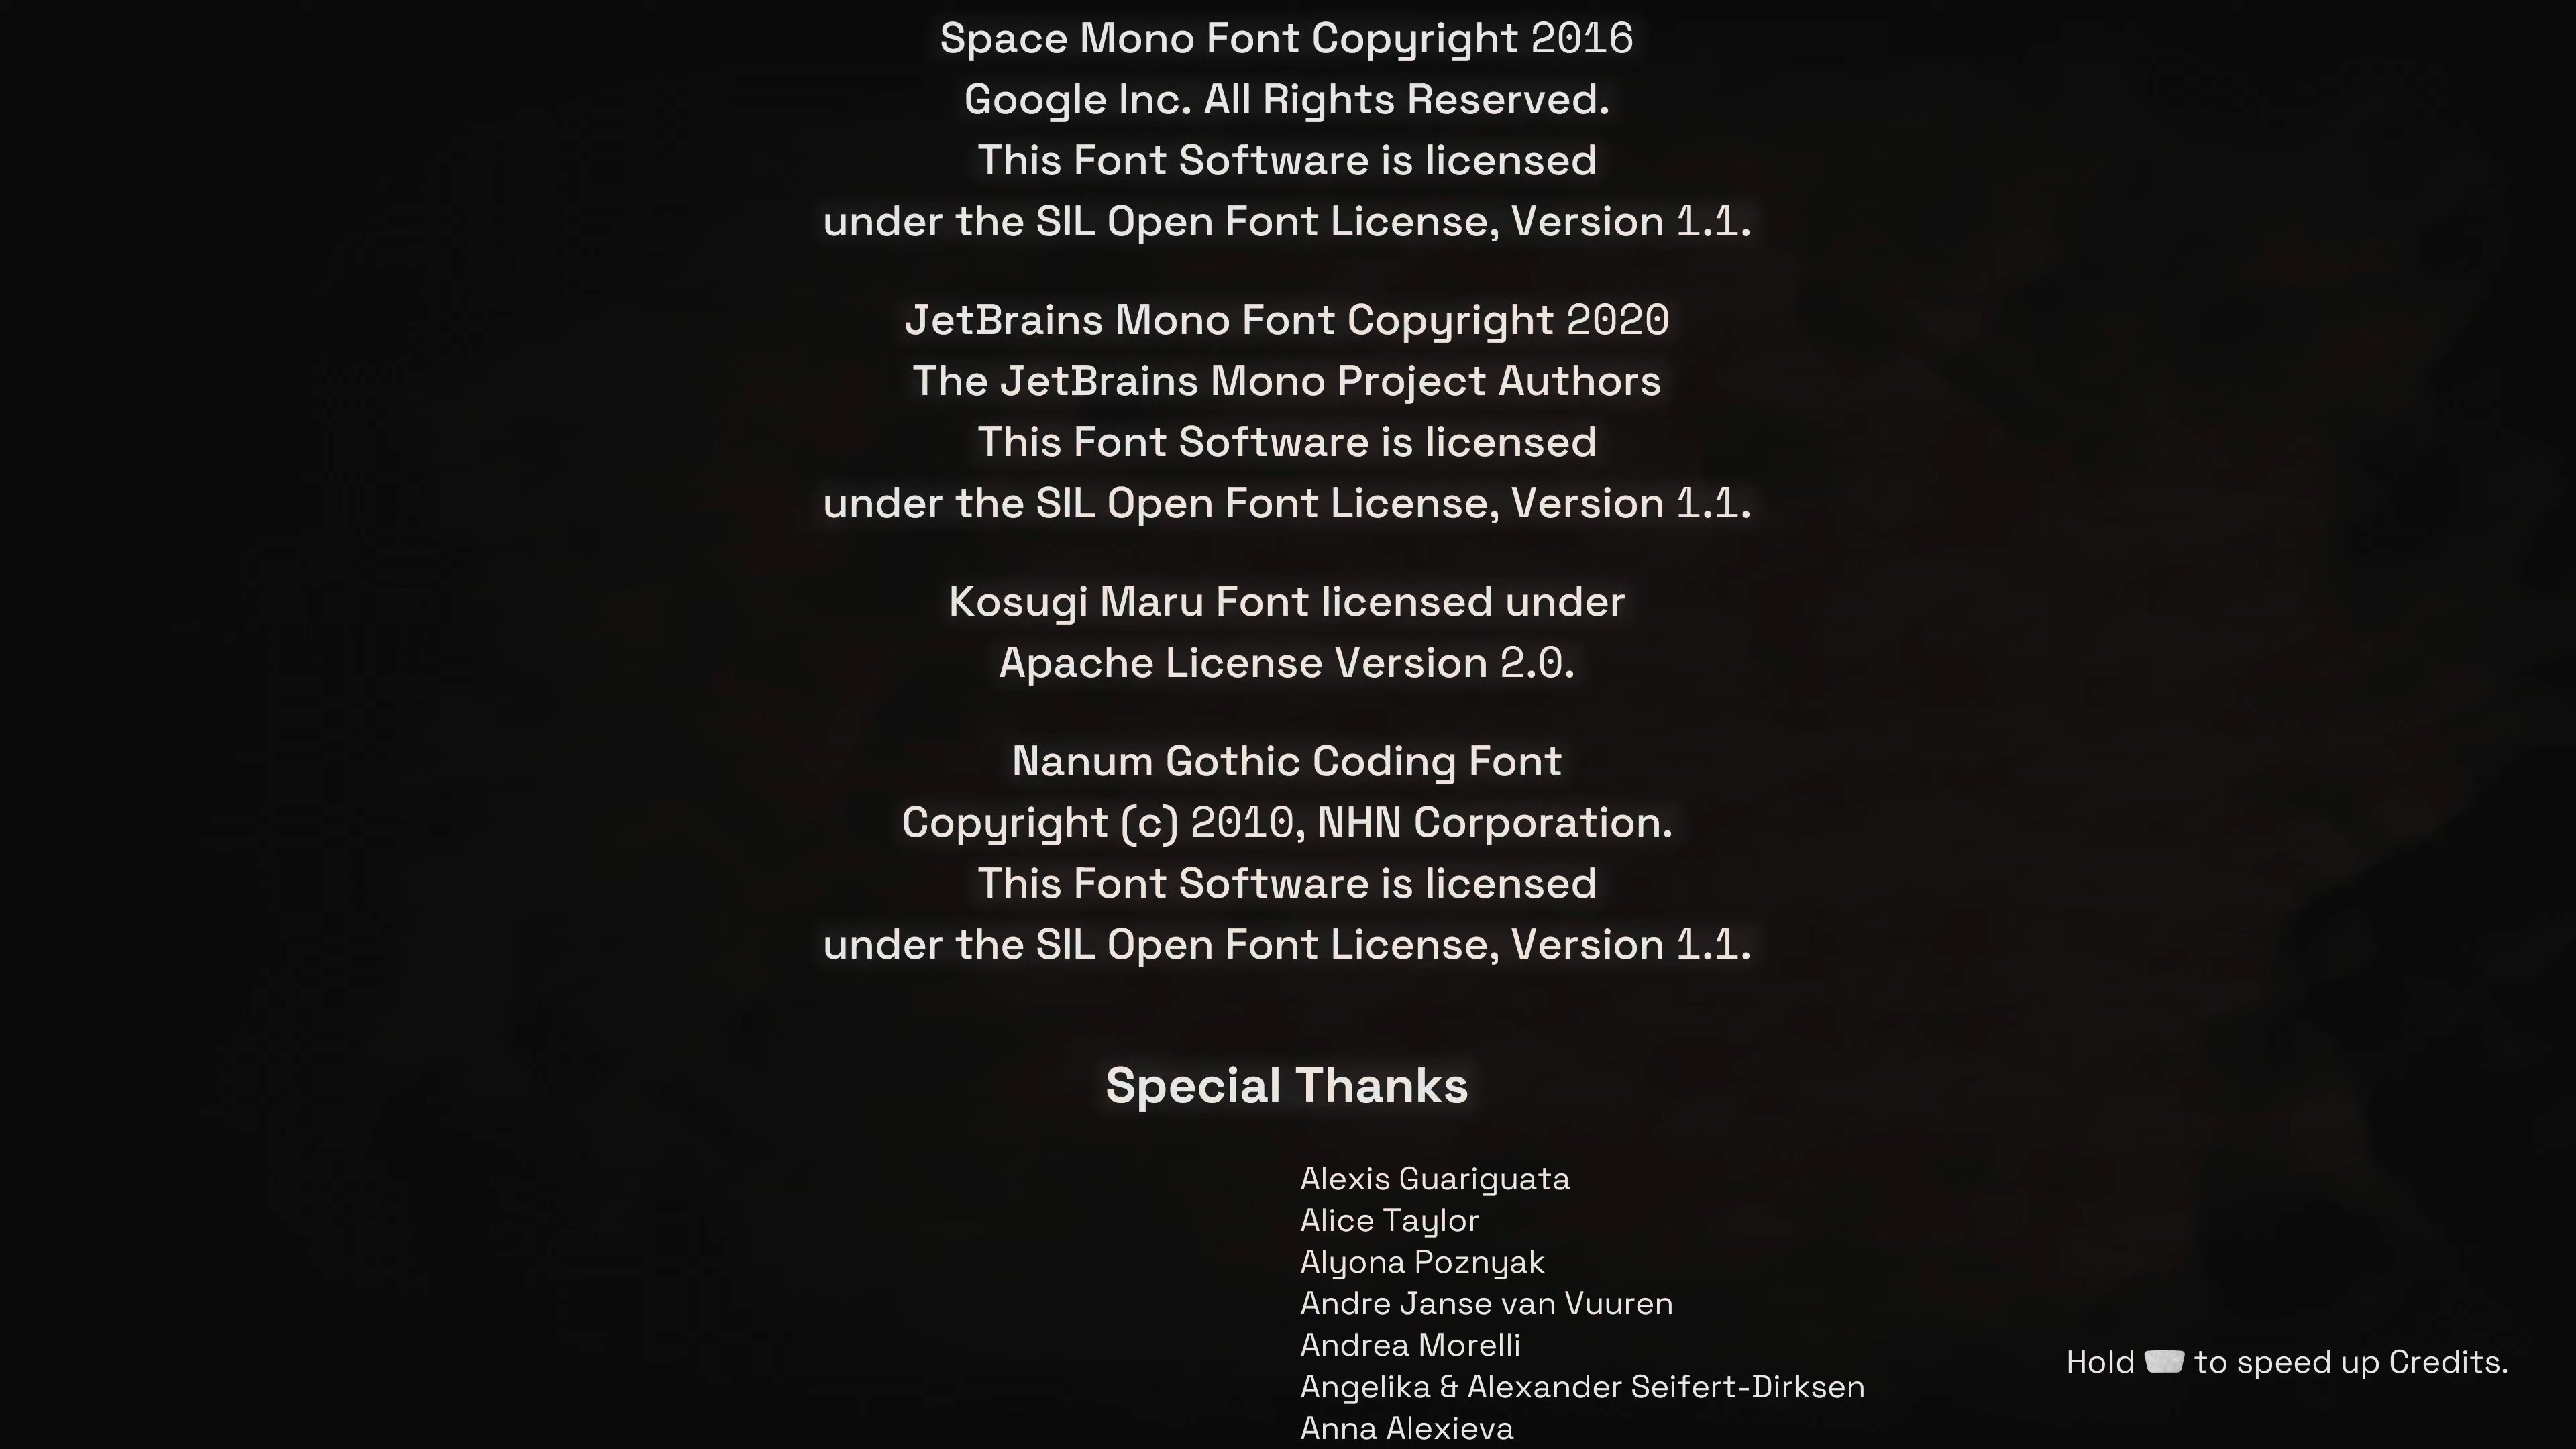 Space Mono Font Copyright 2016
Google Inc. All Rights Reserved.
This Font Software is licensed
under the SIL Open Font License, Version 1.1.
JetBrains Mono Font Copyright 2020
The JetBrains Mono Project Authors
This Font Software is licensed
under the SIL Open Font License, Version 1.1.
Kosugi Maru Font licensed under
Apache License Version 2.0.
Nanum Gothic Coding Font
Copyright (c) 2010, NHN Corporation.
This Font Software is licensed
under the SIL Open Font License, Version 1.1.
Special Thanks
Alexis Guariguata
Alice Taylor
Alyona Poznyak
Andre Janse van Vuuren
Andrea Morelli
Angelika & Alexander Seifert-Dirksen
Anna Alexieva
Hold to speed up Credits.